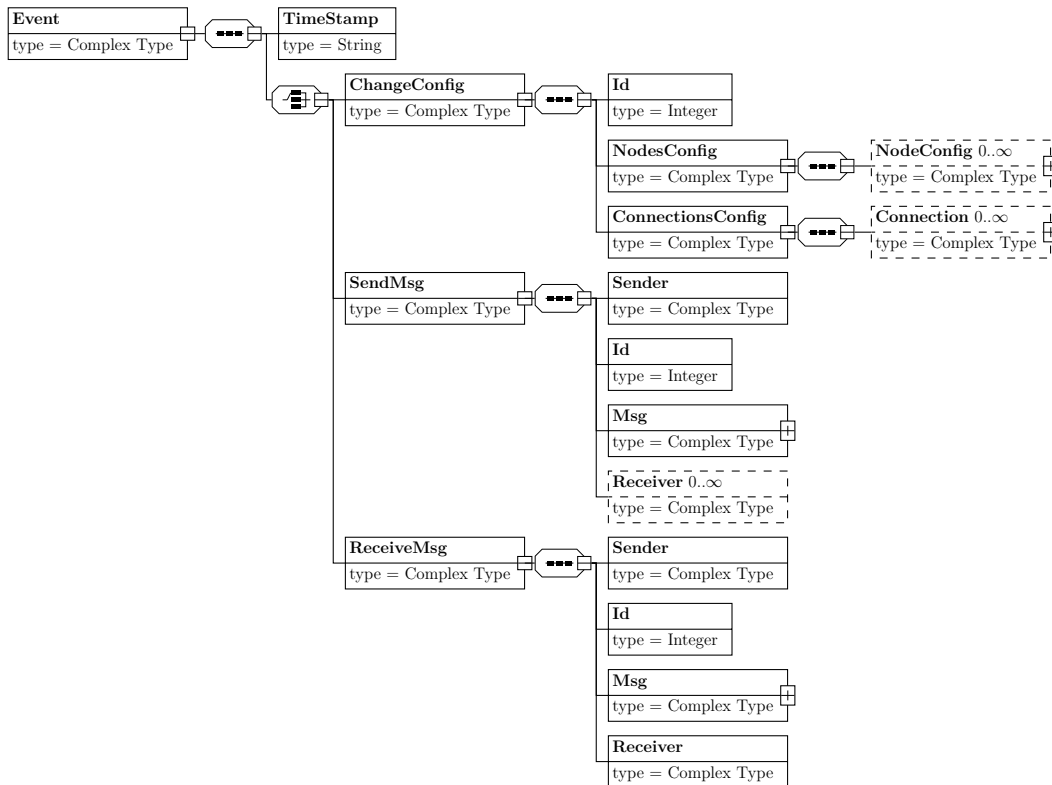 Event
type = Complex Type
TimeStamp
type = String
ChangeConfig
type = Complex Type
Id
type = Integer
NodesConfig
type = Complex Type
NodeConfig 0..∞
type = Complex Type
ConnectionsConfig
type = Complex Type
Connection 0..∞
type = Complex Type
SendMsg
type = Complex Type
Sender
type = Complex Type
Id
type = Integer
Msg
type = Complex Type
Receiver 0..∞
type = Complex Type
ReceiveMsg
type = Complex Type
Sender
type = Complex Type
Id
type = Integer
Msg
type = Complex Type
Receiver
type = Complex Type